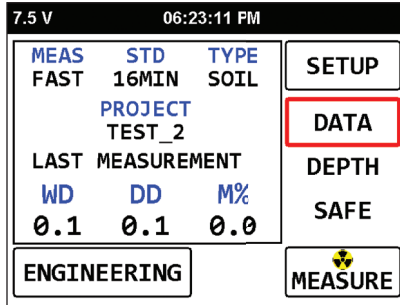 7.5 V 06:23:11 PM
MEAS STD TYPE
FAST 16MIN SOIL
PROJECT
TEST_2
LAST MEASUREMENT
WD DD M%
0.1 0.1 0.0
ENGINEERING
SETUP
DATA
DEPTH
SAFE
MEASURE